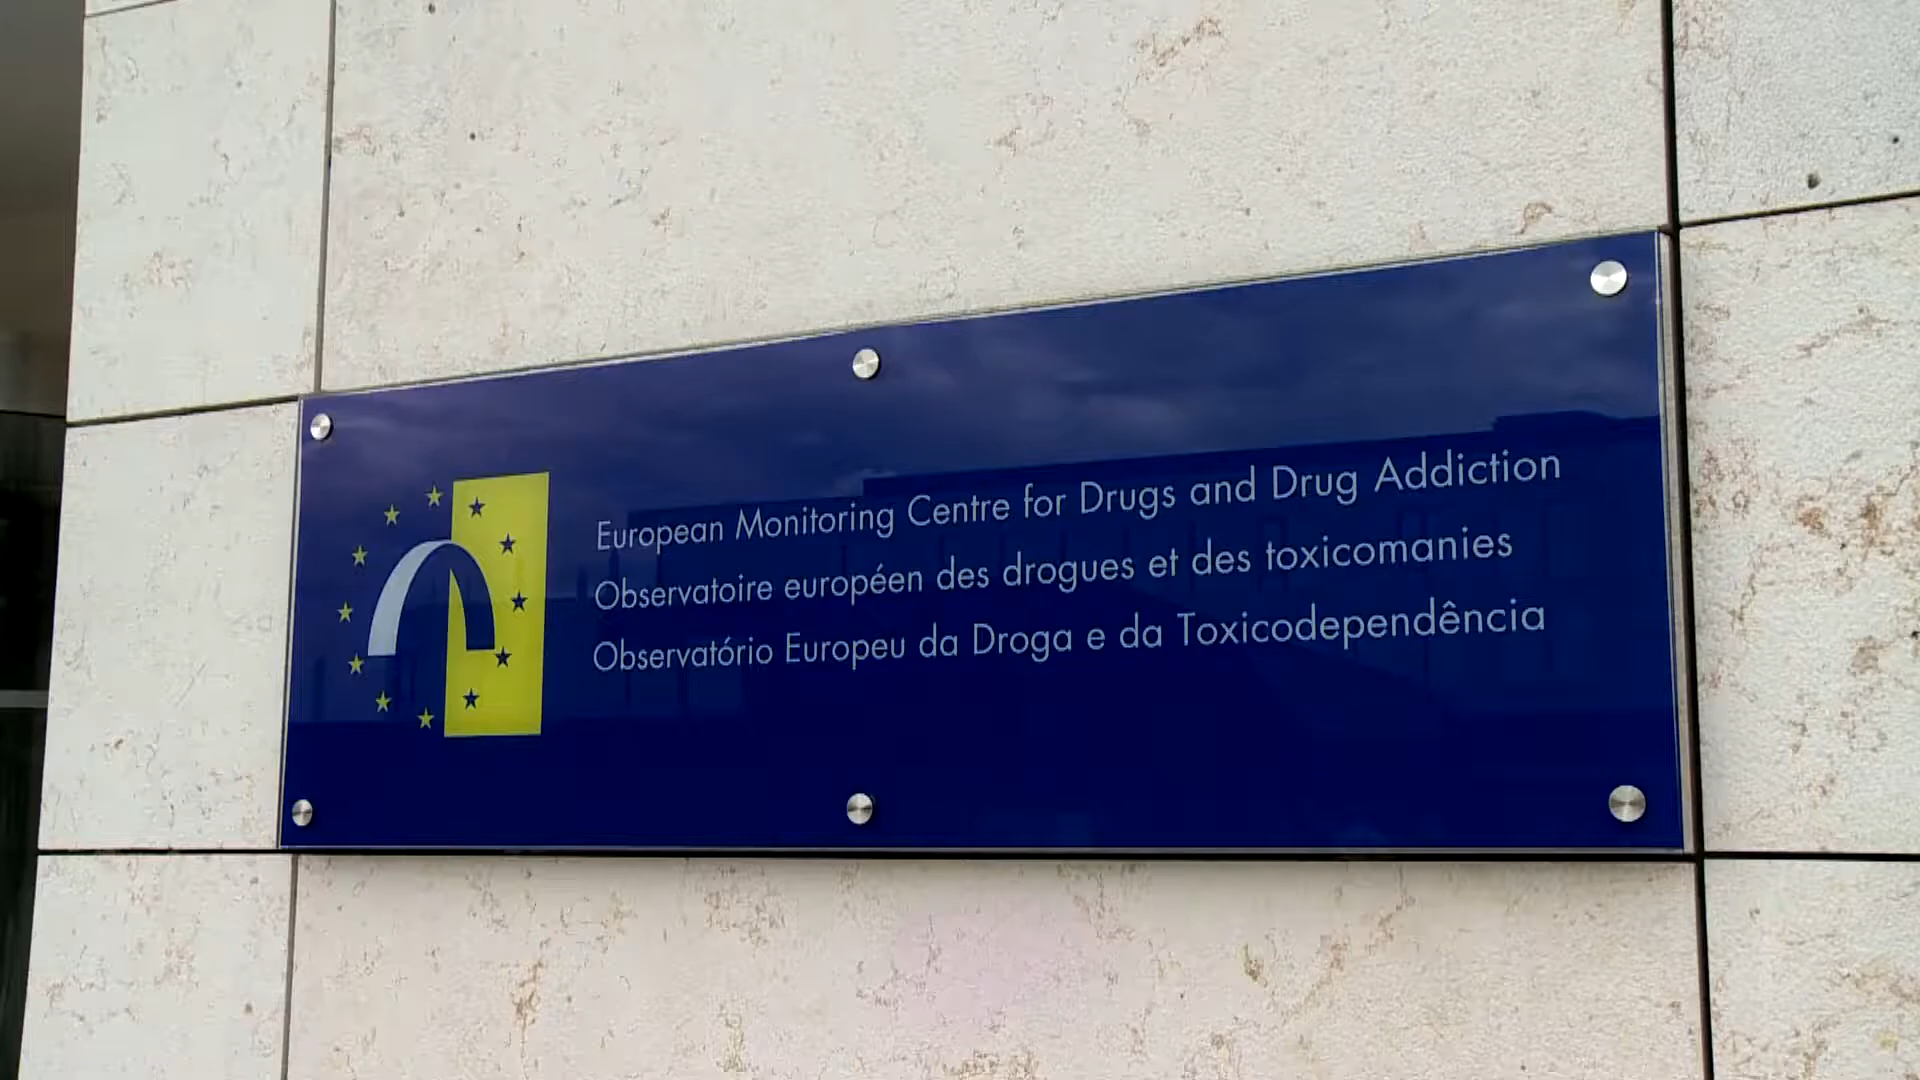 European Monitoring Centre for Drugs and Drug Addiction
Observatoire européen des drogues et des toxicomanies
Observatório Europeu da Droga e da Toxicodependência